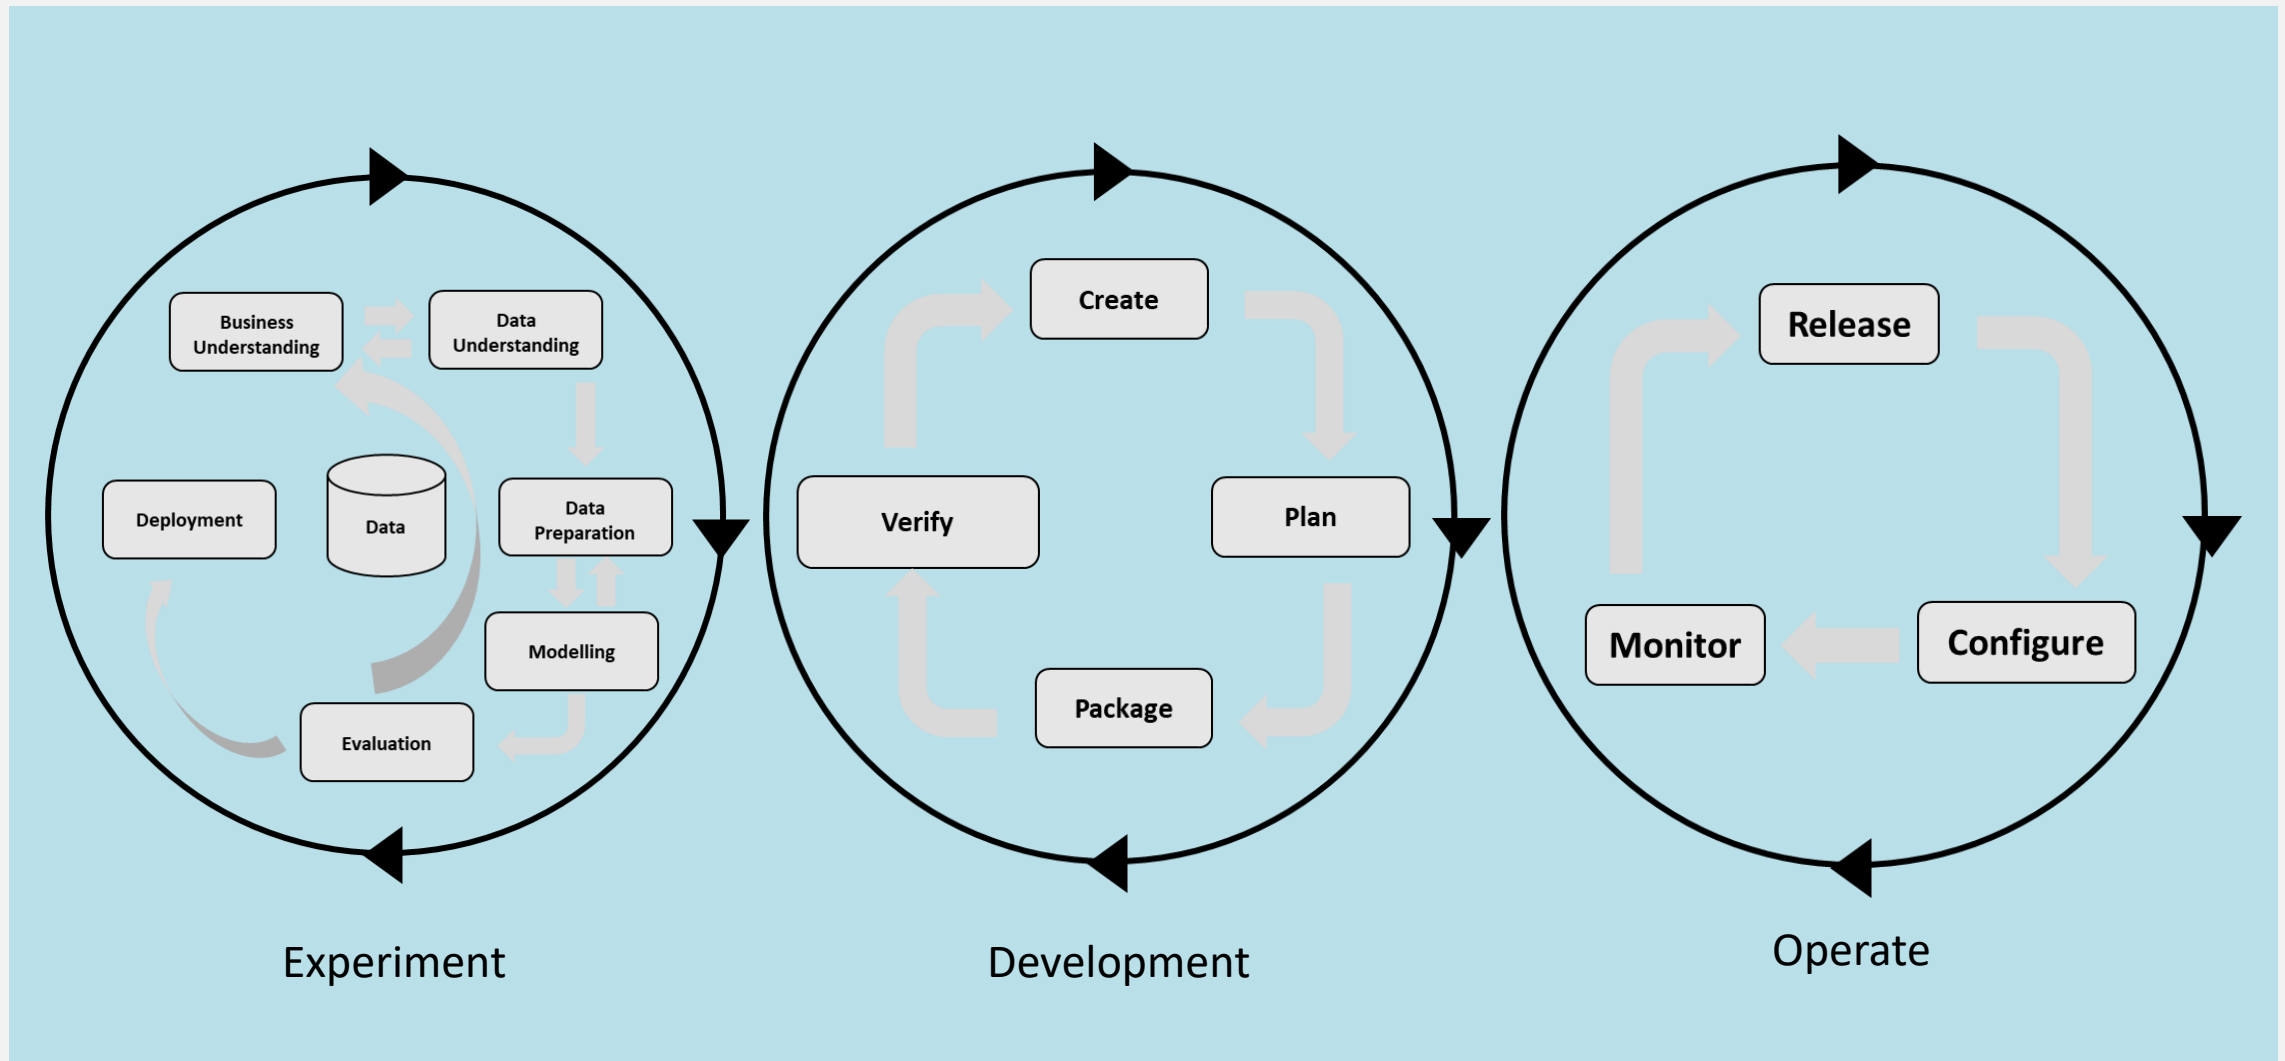 Business
Understanding
Data
Understanding
Deployment
Data
Data
Preparation
Modelling
Evaluation
Experiment
Create
Verify
Plan
Package
Development
Release
Monitor
Configure
Operate